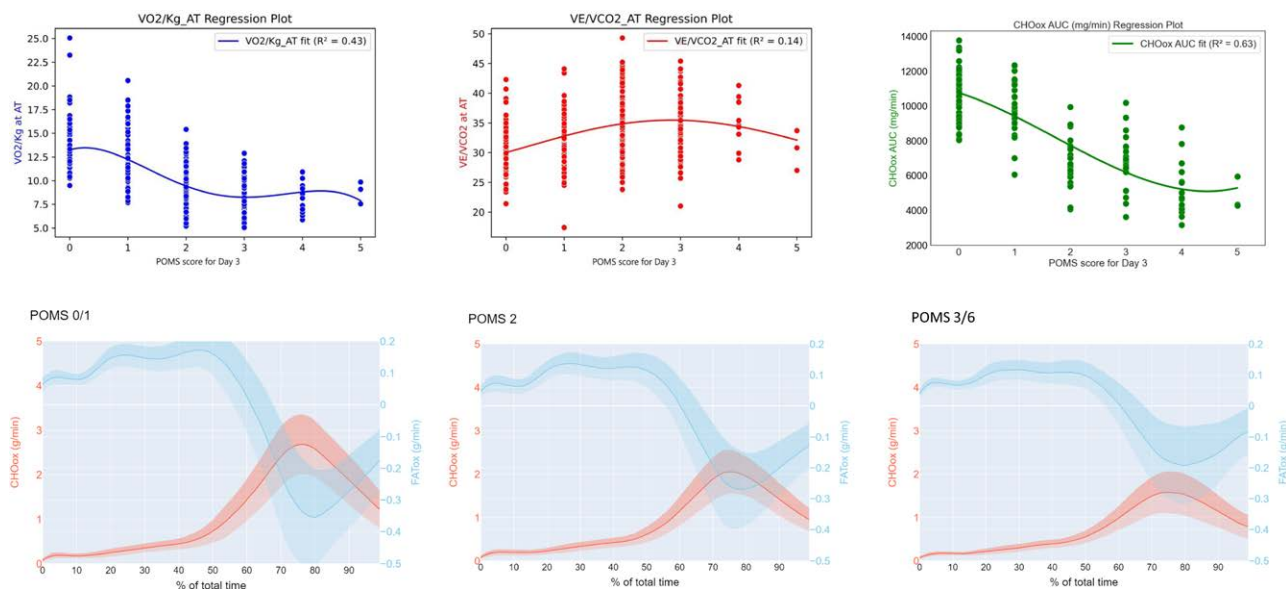 VO2/Kg_AT Regression Plot
VO2/Kg_AT fit (R² = 0.43)
VO2/Kg at AT
25.0
22.5
20.0
17.5
15.0
12.5
10.0
7.5
5.0
0 1 2 3 4 5
POMS score for Day 3
VE/VCO2_AT Regression Plot
VE/VCO2_AT fit (R² = 0.14)
VE/VCO2 at AT
50
45
40
35
30
25
20
0 1 2 3 4 5
POMS score for Day 3
CHOox AUC (mg/min) Regression Plot
CHOox AUC fit (R² = 0.63)
CHOox AUC (mg/min)
14000
12000
10000
8000
6000
4000
2000
0 1 2 3 4 5
POMS score for Day 3
POMS 0/1
CHOox (g/min)
5
4
3
2
1
0
FATox (g/min)
0.2
0.1
0
−0.1
−0.2
−0.3
−0.4
−0.5
0 10 20 30 40 50 60 70 80 90
% of total time
POMS 2
CHOox (g/min)
5
4
3
2
1
0
FATox (g/min)
0.2
0.1
0
−0.1
−0.2
−0.3
−0.4
−0.5
0 10 20 30 40 50 60 70 80 90
% of total time
POMS 3/6
CHOox (g/min)
5
4
3
2
1
0
FATox (g/min)
0.2
0.1
0
−0.1
−0.2
−0.3
−0.4
−0.5
0 10 20 30 40 50 60 70 80 90
% of total time